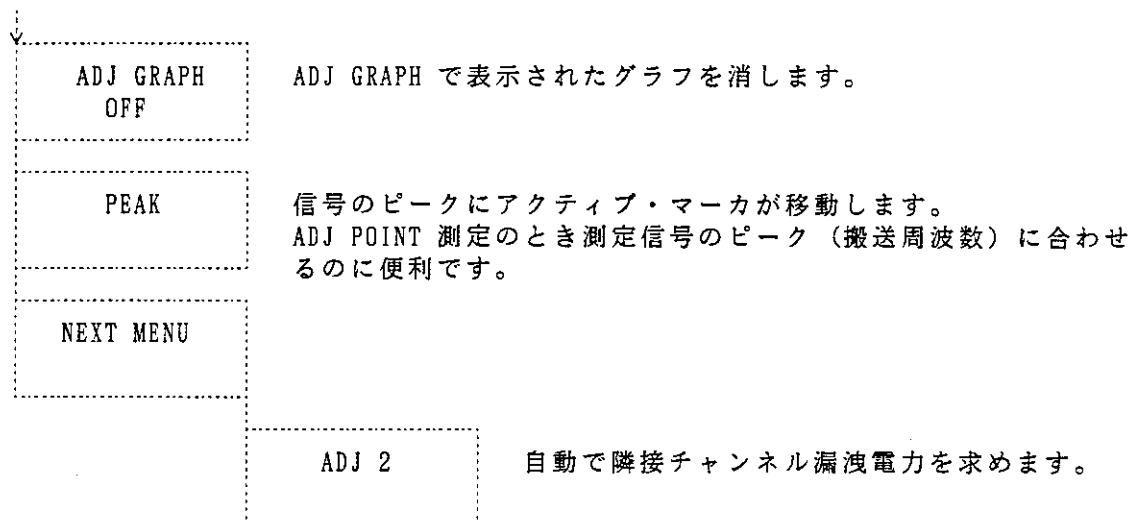 ADJ GRAPH
OFF
ADJ GRAPH で表示されたグラフを消します。
PEAK
信号のピークにアクティブ・マーカが移動します。
ADJ POINT 測定のとき測定信号のピーク（搬送周波数）に合わせ
るのに便利です。
NEXT MENU
ADJ 2
自動で隣接チャンネル漏洩電力を求めます。